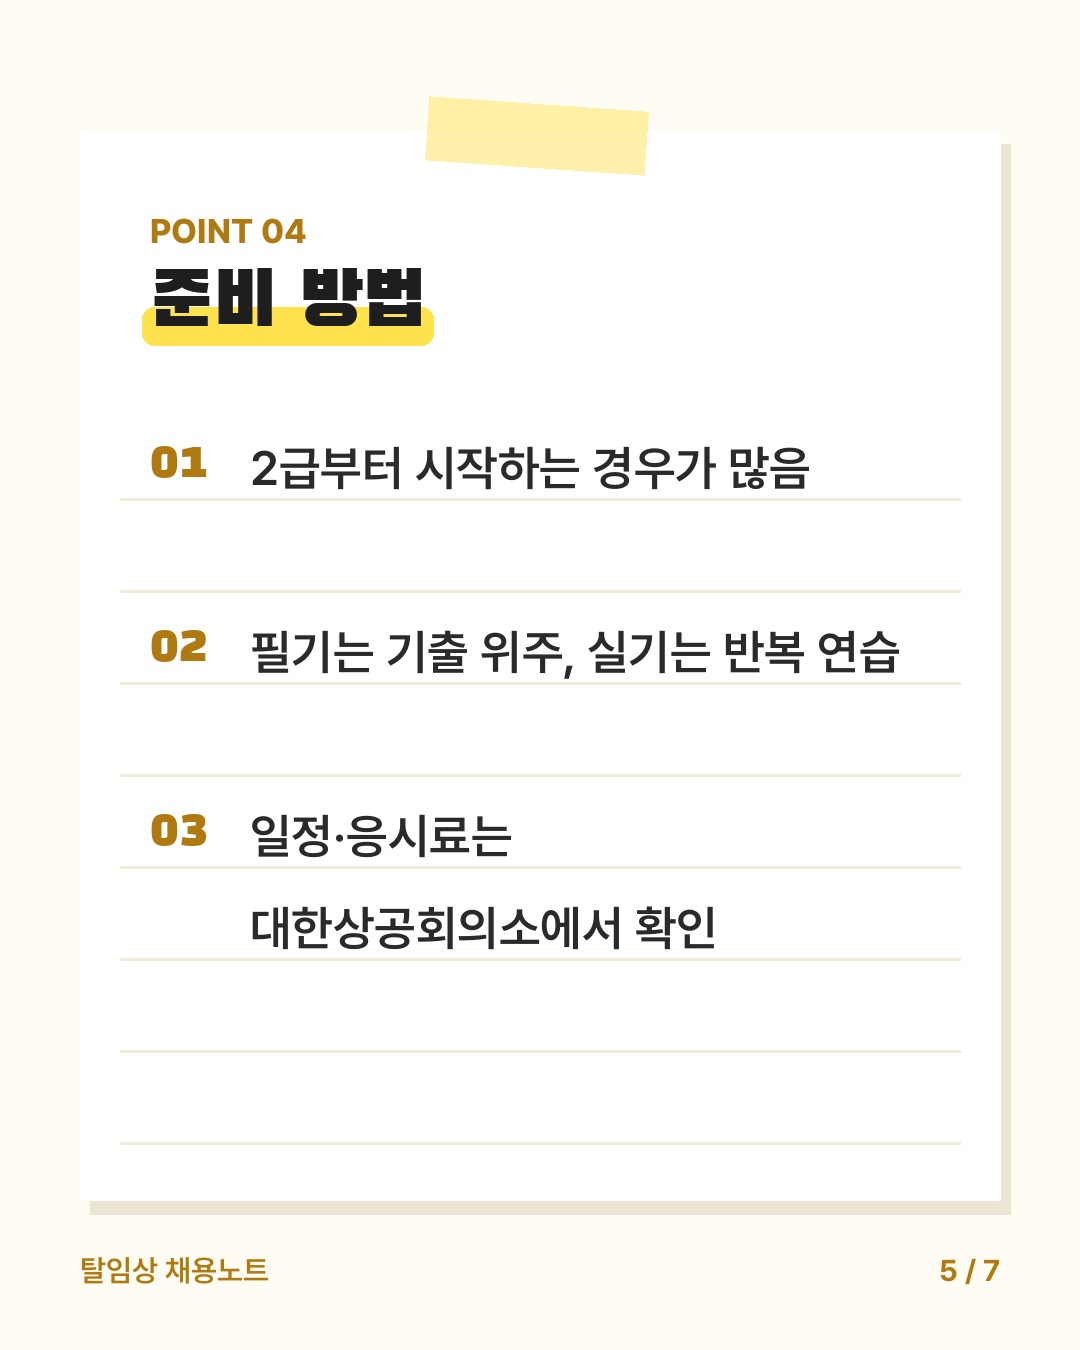 POINT 04
준비 방법
01 2급부터 시작하는 경우가 많음
02 필기는 기출 위주, 실기는 반복 연습
03 일정·응시료는
대한상공회의소에서 확인
탈임상 채용노트
5 / 7